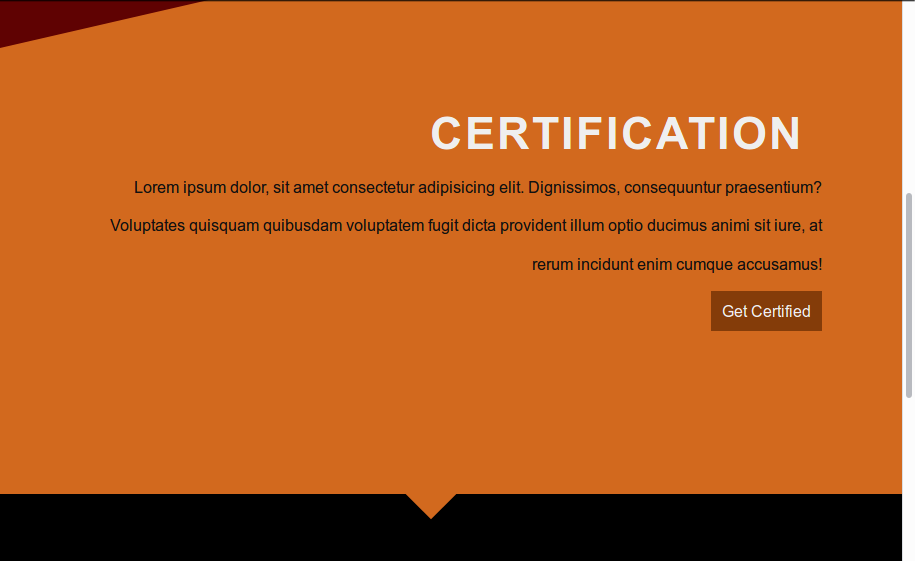 CERTIFICATION
Lorem ipsum dolor, sit amet consectetur adipisicing elit. Dignissimos, consequuntur praesentium?
Voluptates quisquam quibusdam voluptatem fugit dicta provident illum optio ducimus animi sit iure, at
rerum incidunt enim cumque accusamus!
Get Certified